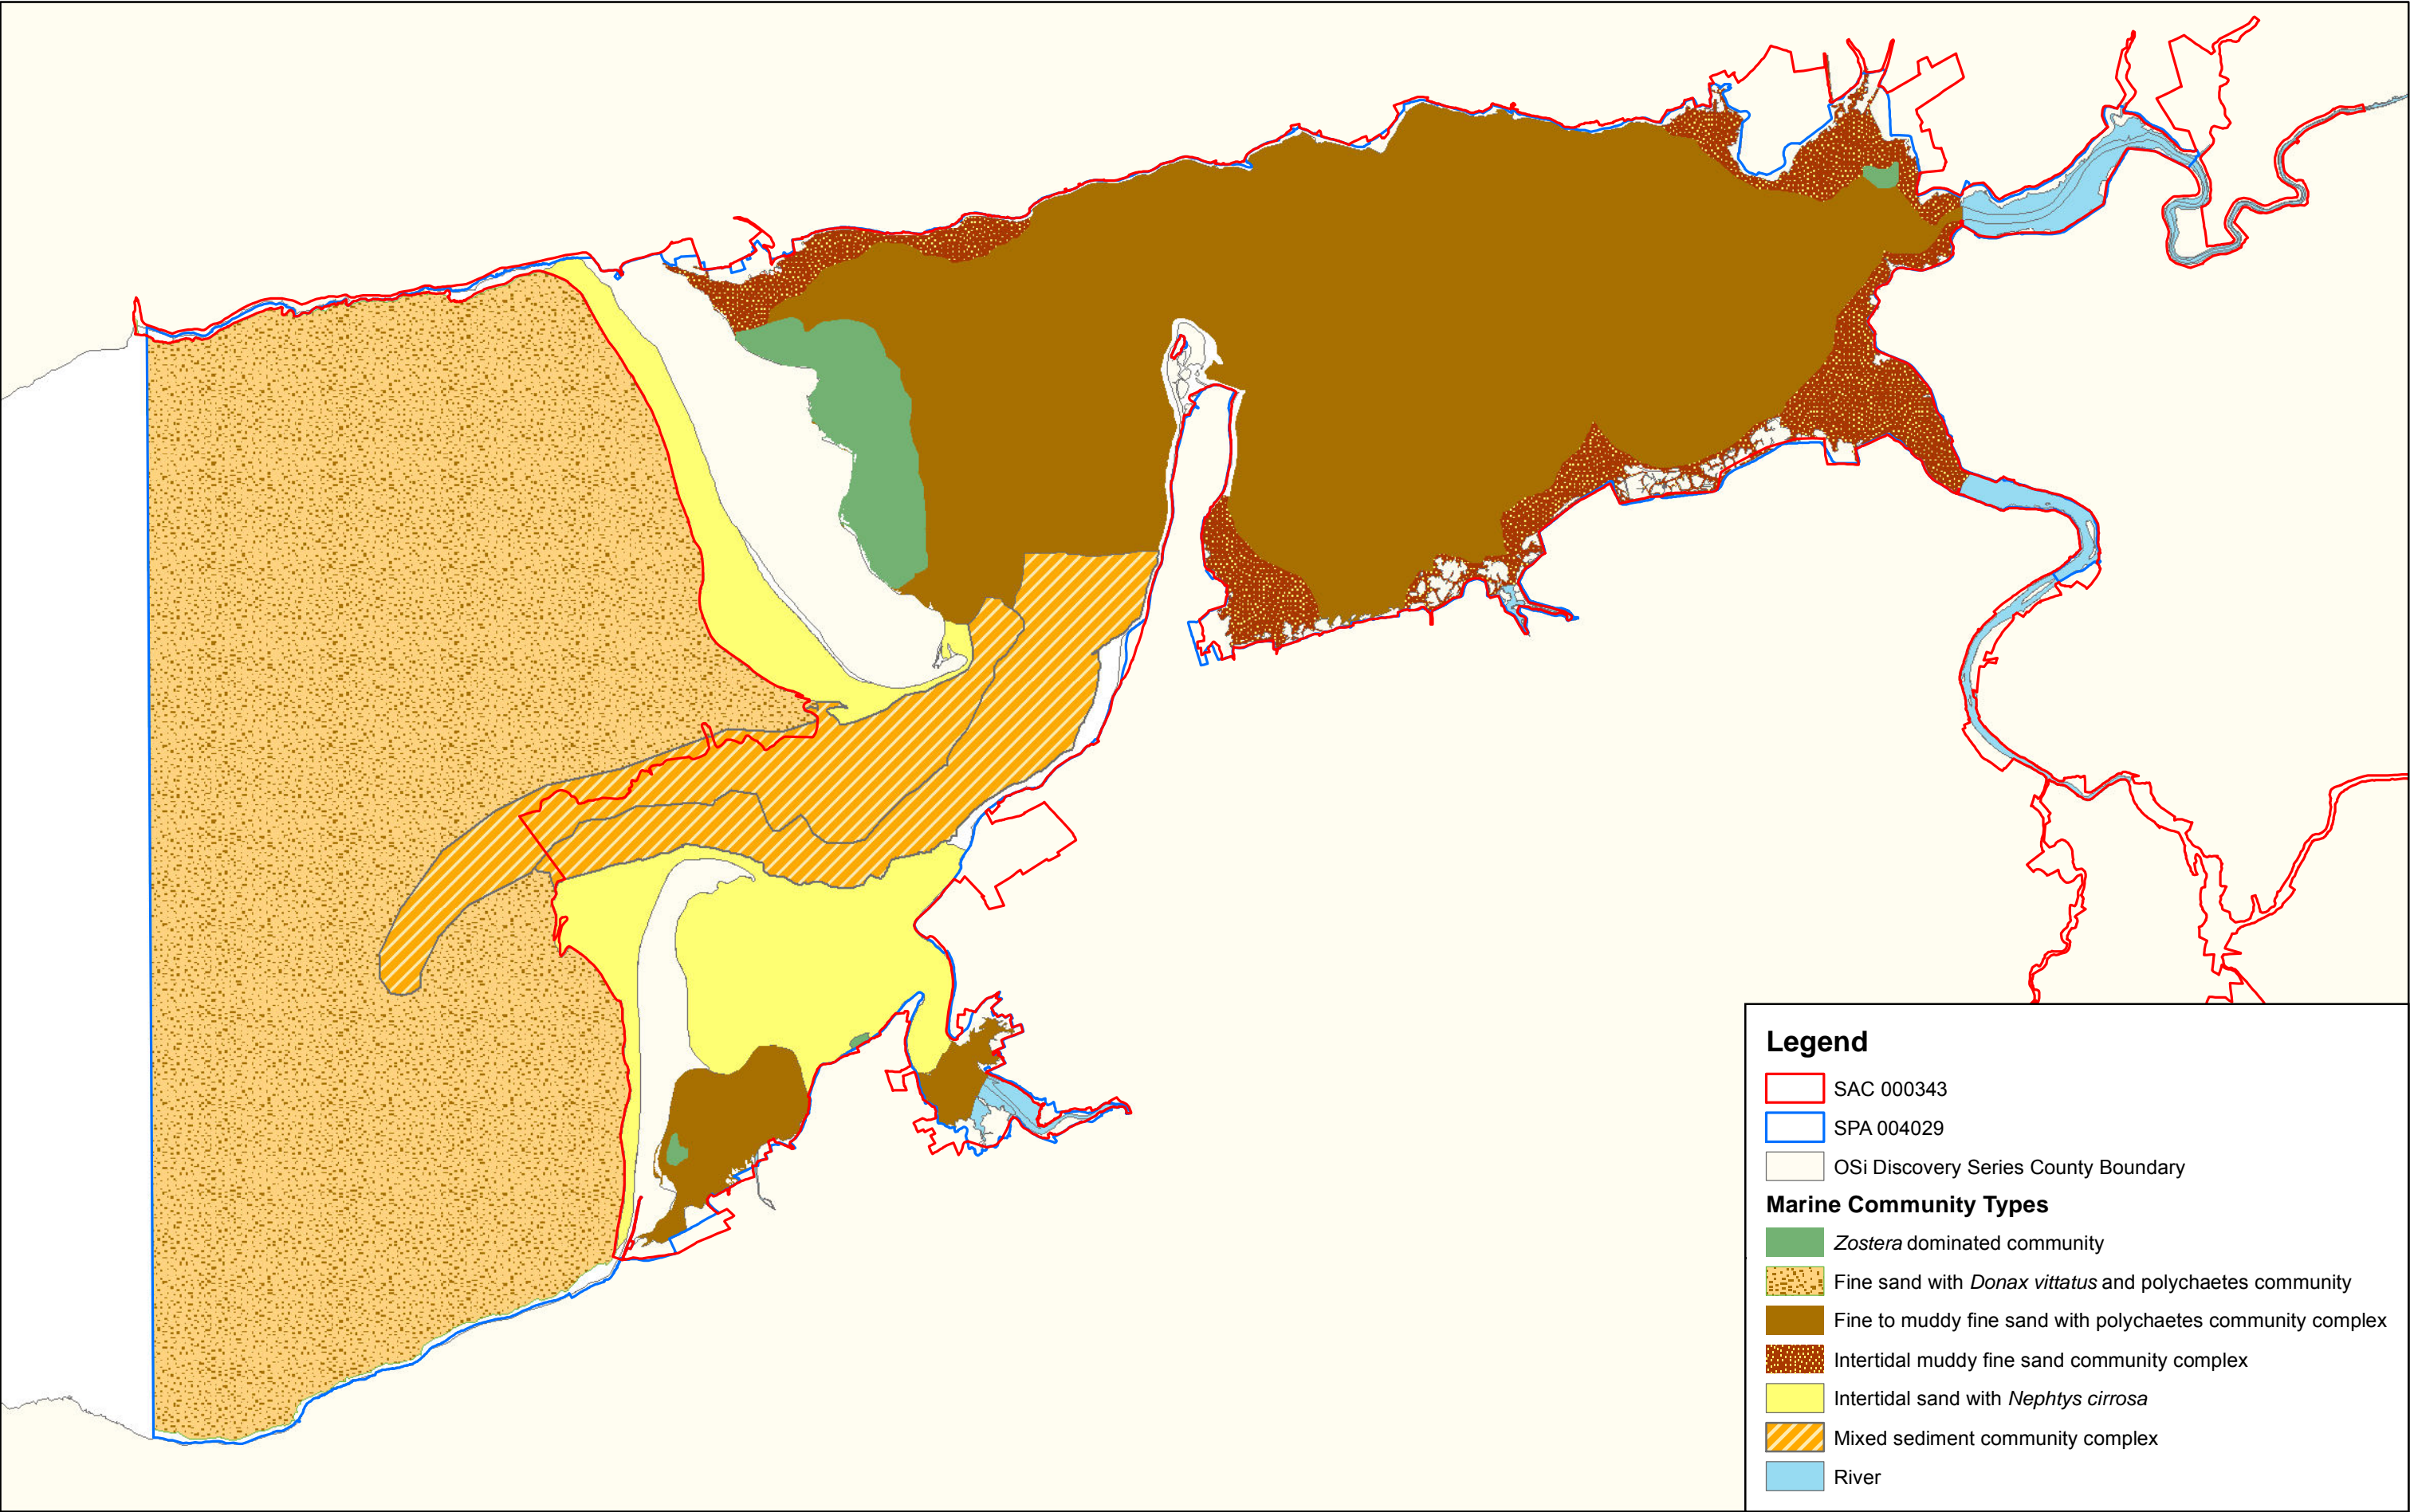 Legend
SAC 000343
SPA 004029
OSi Discovery Series County Boundary
Marine Community Types
Zostera dominated community
Fine sand with Donax vittatus and polychaetes community
Fine to muddy fine sand with polychaetes community complex
Intertidal muddy fine sand community complex
Intertidal sand with Nephtys cirrosa
Mixed sediment community complex
River